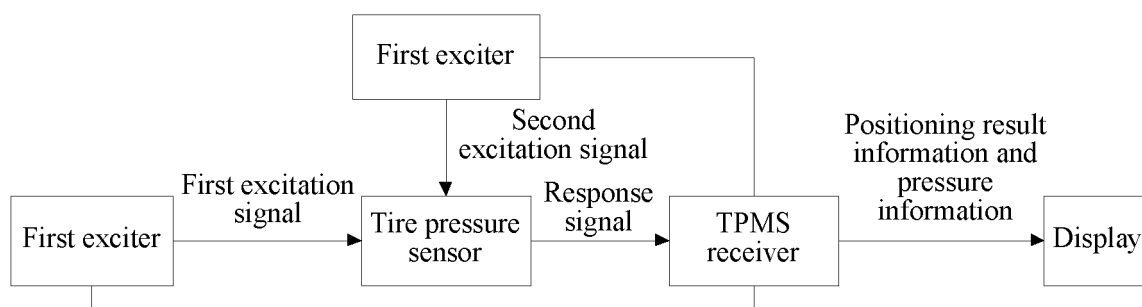 First exciter
Second
excitation signal
Positioning result
information and
pressure
information
First excitation
signal
Response
signal
First exciter
Tire pressure
sensor
TPMS
receiver
Display